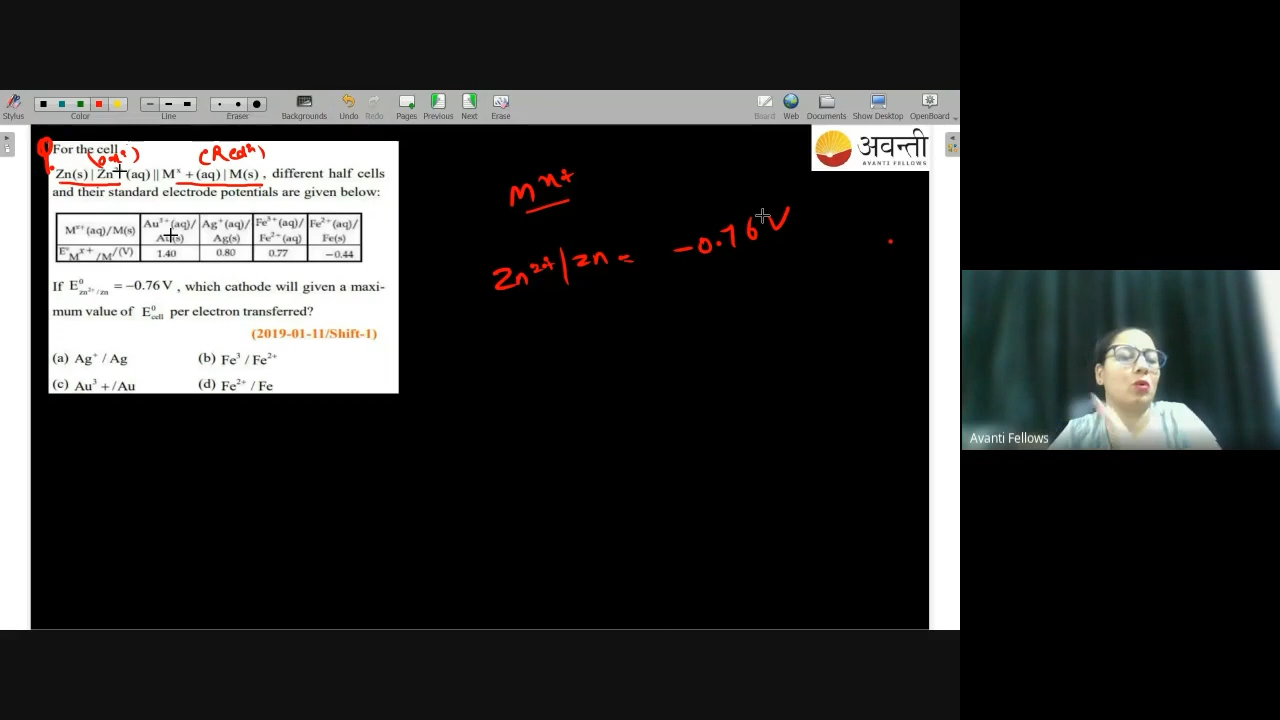 Stylus
Color
Line
Eraser
Backgrounds
Undo
Redo
Pages
Previous
Next
Erase
Board
Web
Documents
Show Desktop
OpenBoard
अवन्ती
AVANTI FELLOWS
For the cell
(Redⁿ)
Zn(s) | Zn²⁺ (aq) || Mˣ + (aq) | M(s) , different half cells
and their standard electrode potentials are given below:
Mˣ⁺(aq)/M(s) Au³⁺(aq)/Au(s) Ag⁺(aq)/Ag(s) Fe³⁺(aq)/Fe²⁺(aq) Fe²⁺(aq)/Fe(s)
E°Mˣ⁺/M/(V) 1.40 0.80 0.77 −0.44
If E⁰Zn²⁺/Zn = −0.76 V , which cathode will given a maxi-
mum value of E⁰cell per electron transferred?
(2019-01-11/Shift-1)
(a) Ag⁺ / Ag (b) Fe³ / Fe²⁺
(c) Au³ + /Au (d) Fe²⁺ / Fe
Mˣ⁺
Zn²⁺/Zn = −0.76 V
Avanti Fellows